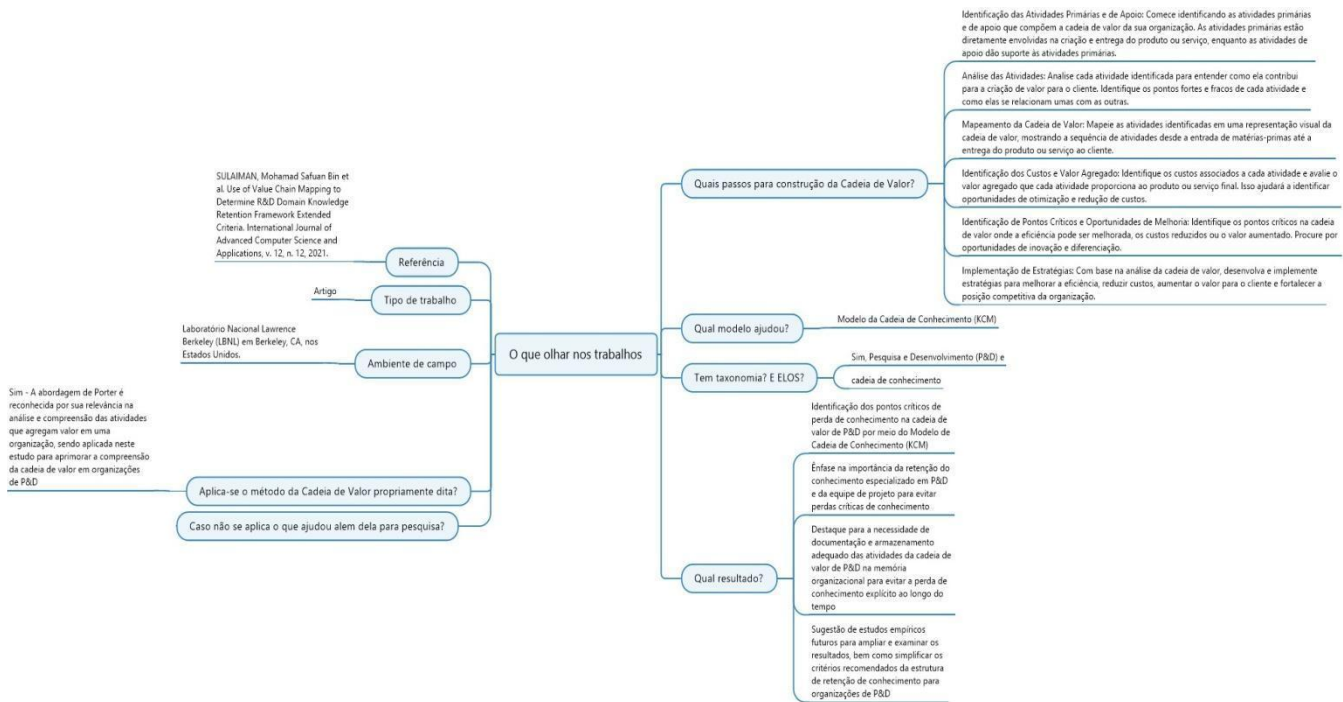 O que olhar nos trabalhos
Referência
SULAIMAN, Mohamad Safuan Bin et
al. Use of Value Chain Mapping to
Determine R&D Domain Knowledge
Retention Framework Extended
Criteria. International Journal of
Advanced Computer Science and
Applications, v. 12, n. 12, 2021.
Tipo de trabalho
Artigo
Ambiente de campo
Laboratório Nacional Lawrence
Berkeley (LBNL) em Berkeley, CA, nos
Estados Unidos.
Aplica-se o método da Cadeia de Valor propriamente dita?
Sim - A abordagem de Porter é
reconhecida por sua relevância na
análise e compreensão das atividades
que agregam valor em uma
organização, sendo aplicada neste
estudo para aprimorar a compreensão
da cadeia de valor em organizações
de P&D
Caso não se aplica o que ajudou alem dela para pesquisa?
Quais passos para construção da Cadeia de Valor?
Identificação das Atividades Primárias e de Apoio: Comece identificando as atividades primárias
e de apoio que compõem a cadeia de valor da sua organização. As atividades primárias estão
diretamente envolvidas na criação e entrega do produto ou serviço, enquanto as atividades de
apoio dão suporte às atividades primárias.
Análise das Atividades: Analise cada atividade identificada para entender como ela contribui
para a criação de valor para o cliente. Identifique os pontos fortes e fracos de cada atividade e
como elas se relacionam umas com as outras.
Mapeamento da Cadeia de Valor: Mapeie as atividades identificadas em uma representação visual da
cadeia de valor, mostrando a sequência de atividades desde a entrada de matérias-primas até a
entrega do produto ou serviço ao cliente.
Identificação dos Custos e Valor Agregado: Identifique os custos associados a cada atividade e avalie o
valor agregado que cada atividade proporciona ao produto ou serviço final. Isso ajudará a identificar
oportunidades de otimização e redução de custos.
Identificação de Pontos Críticos e Oportunidades de Melhoria: Identifique os pontos críticos na cadeia
de valor onde a eficiência pode ser melhorada, os custos reduzidos ou o valor aumentado. Procure por
oportunidades de inovação e diferenciação.
Implementação de Estratégias: Com base na análise da cadeia de valor, desenvolva e implemente
estratégias para melhorar a eficiência, reduzir custos, aumentar o valor para o cliente e fortalecer a
posição competitiva da organização.
Qual modelo ajudou?
Modelo da Cadeia de Conhecimento (KCM)
Tem taxonomia? E ELOS?
Sim, Pesquisa e Desenvolvimento (P&D) e
cadeia de conhecimento
Qual resultado?
Identificação dos pontos críticos de
perda de conhecimento na cadeia de
valor de P&D por meio do Modelo de
Cadeia de Conhecimento (KCM)
Ênfase na importância da retenção do
conhecimento especializado em P&D
e da equipe de projeto para evitar
perdas críticas de conhecimento
Destaque para a necessidade de
documentação e armazenamento
adequado das atividades da cadeia de
valor de P&D na memória
organizacional para evitar a perda de
conhecimento explícito ao longo do
tempo
Sugestão de estudos empíricos
futuros para ampliar e examinar os
resultados, bem como simplificar os
critérios recomendados da estrutura
de retenção de conhecimento para
organizações de P&D